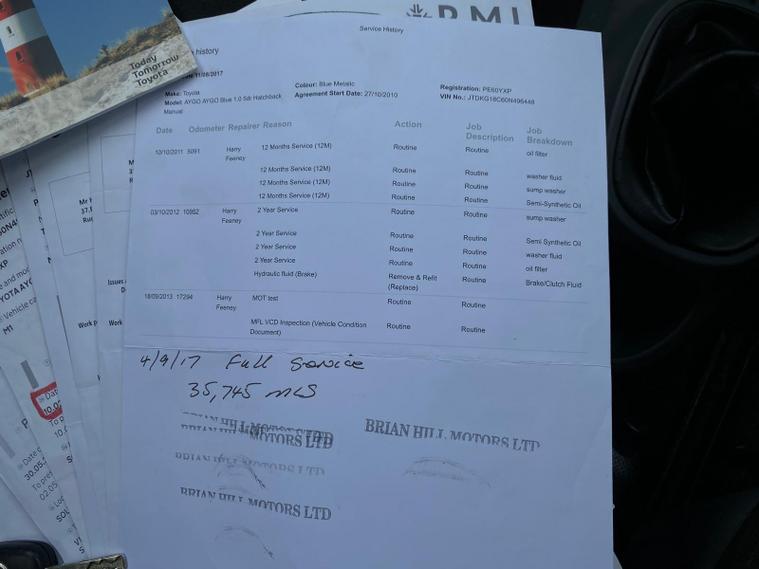 RMI
Today
Tomorrow
Toyota
Service History
history
11/08/2017
Make: Toyota
Colour: Blue Metallic
Registration: PE60YXP
Model: AYGO AYGO Blue 1.0 5dr Hatchback Manual
Agreement Start Date: 27/10/2010
VIN No.: JTDKG18C60N496448
Date Odometer Repairer Reason Action Job Description Job Breakdown
10/10/2011 5091 Harry Feeney 12 Months Service (12M) Routine Routine oil filter
12 Months Service (12M) Routine Routine washer fluid
12 Months Service (12M) Routine Routine sump washer
12 Months Service (12M) Routine Routine Semi-Synthetic Oil
03/10/2012 10952 Harry Feeney 2 Year Service Routine Routine sump washer
2 Year Service Routine Routine Semi Synthetic Oil
2 Year Service Routine Routine washer fluid
2 Year Service Routine Routine oil filter
Hydraulic fluid (Brake) Remove & Refit (Replace) Routine Brake/Clutch Fluid
18/09/2013 17294 Harry Feeney MOT test Routine Routine
MFL VCD Inspection (Vehicle Condition Document) Routine Routine
4/9/17 Full Service
35,745 mls
BRIAN HILL MOTORS LTD
BRIAN HILL MOTORS LTD
MOTORS LTD
BRIAN HILL MOTORS LTD